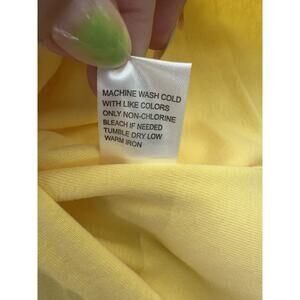 MACHINE WASH COLD
WITH LIKE COLORS
ONLY NON-CHLORINE
BLEACH IF NEEDED
TUMBLE DRY LOW
WARM IRON